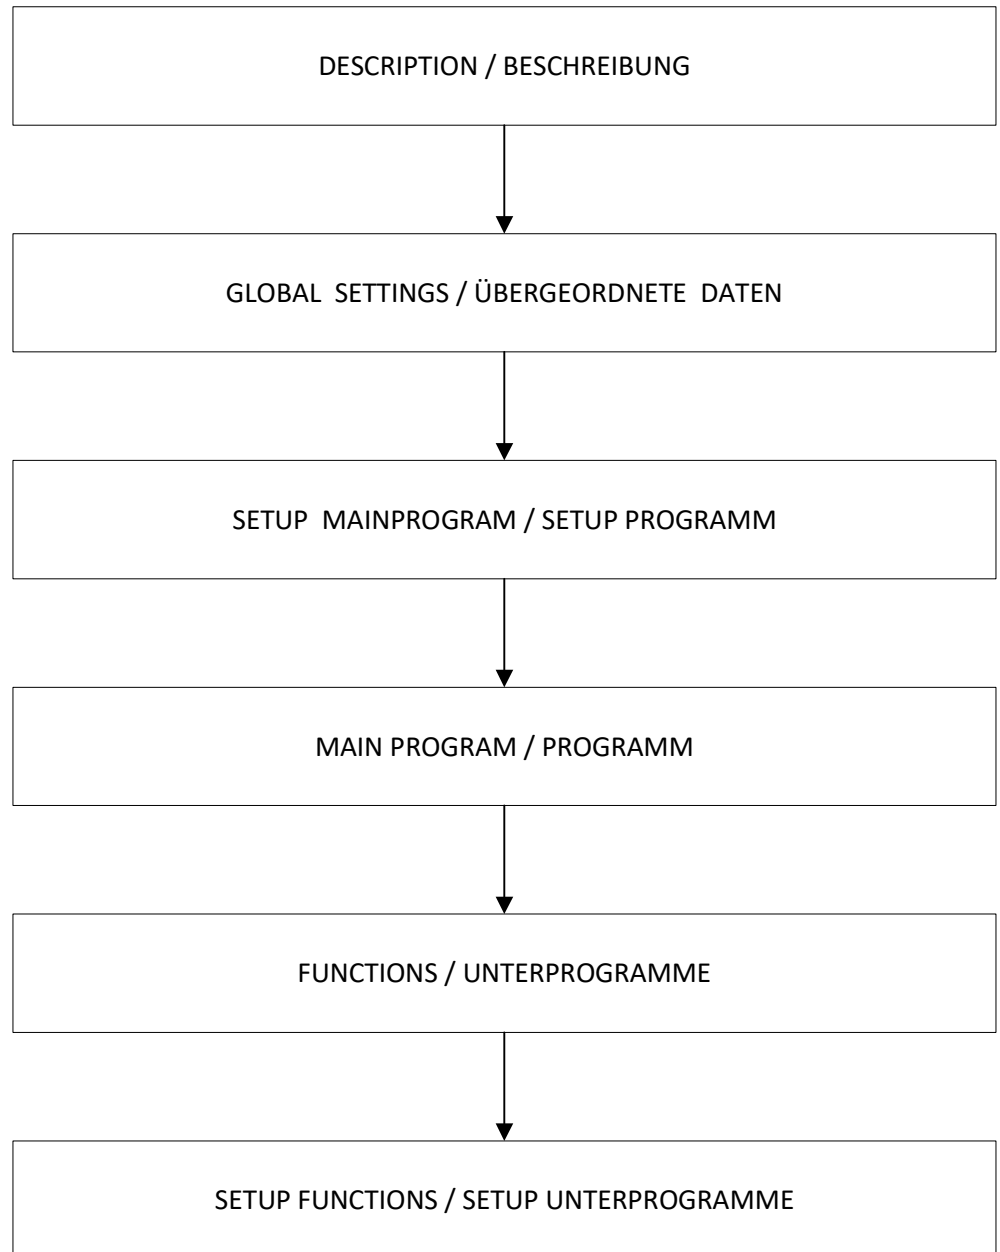 DESCRIPTION / BESCHREIBUNG
GLOBAL  SETTINGS / ÜBERGEORDNETE  DATEN
SETUP  MAINPROGRAM / SETUP PROGRAMM
MAIN PROGRAM / PROGRAMM
FUNCTIONS / UNTERPROGRAMME
SETUP FUNCTIONS / SETUP UNTERPROGRAMME